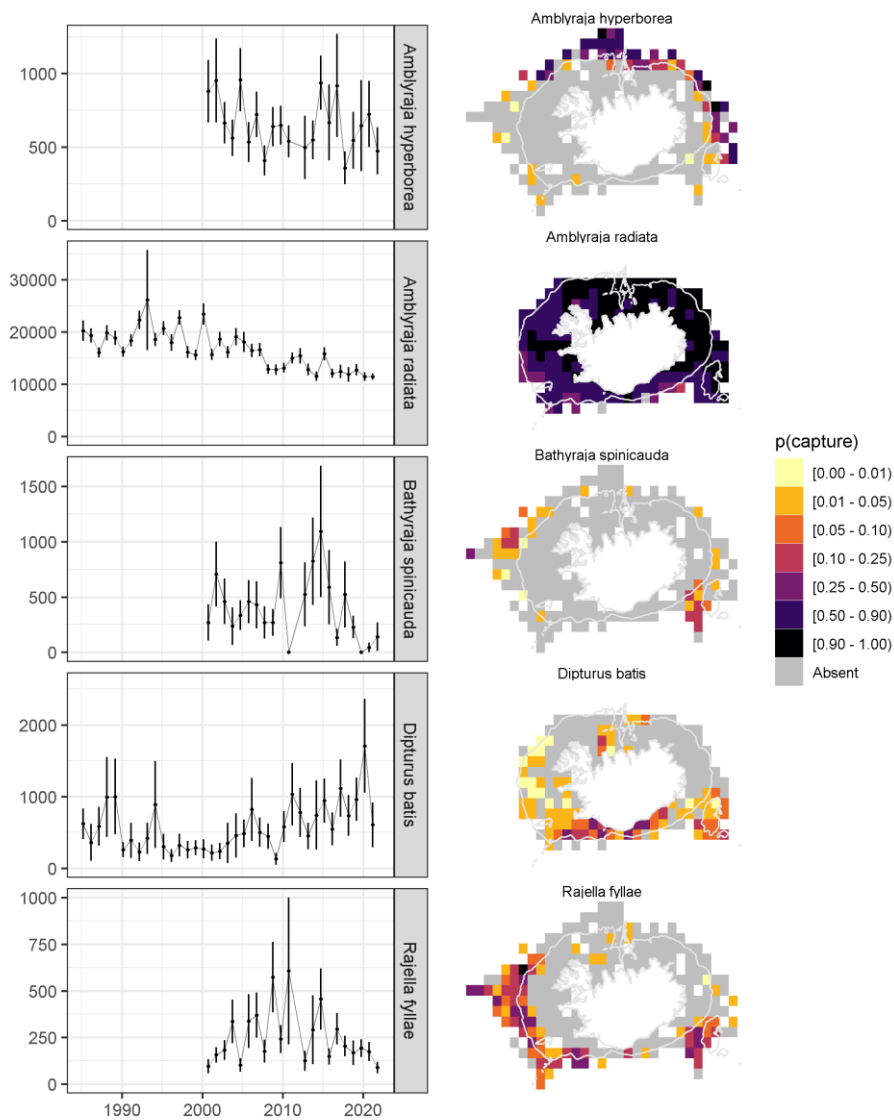 Amblyraja hyperborea
1000
500
0
Amblyraja hyperborea
Amblyraja radiata
30000
20000
10000
0
Amblyraja radiata
Bathyraja spinicauda
1500
1000
500
0
Bathyraja spinicauda
p(capture)
[0.00 - 0.01)
[0.01 - 0.05)
[0.05 - 0.10)
[0.10 - 0.25)
[0.25 - 0.50)
[0.50 - 0.90)
[0.90 - 1.00)
Absent
Dipturus batis
2000
1000
0
Dipturus batis
Rajella fyllae
1000
750
500
250
0
Rajella fyllae
1990 2000 2010 2020